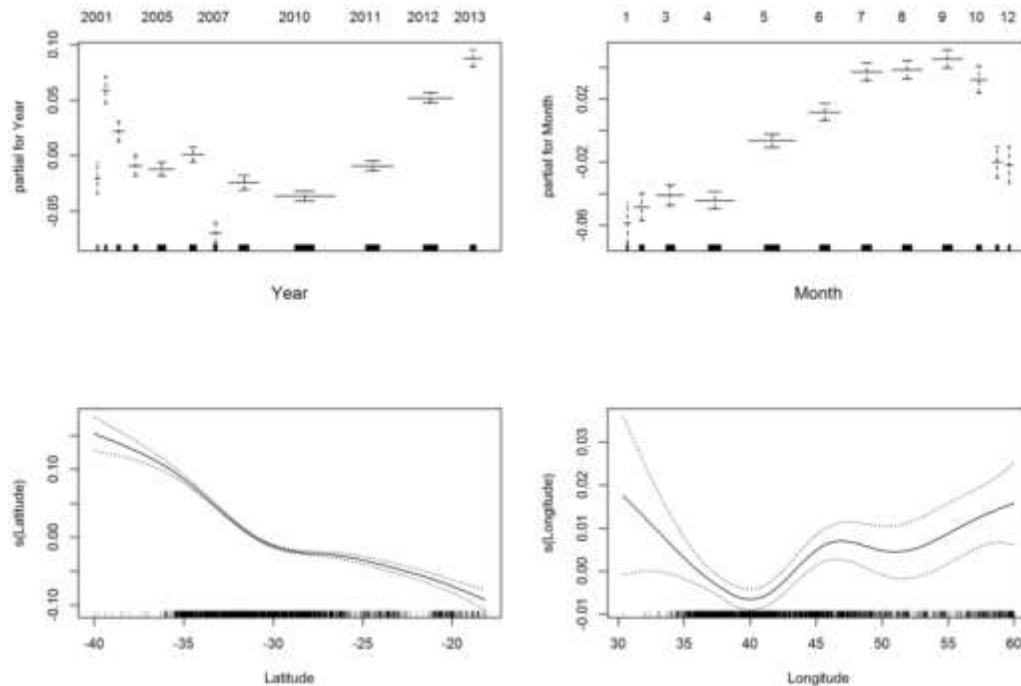 2001 2005 2007 2010 2011 2012 2013
partial for Year
0.10
0.05
0.00
-0.05
Year
1 3 4 5 6 7 8 9 10 12
partial for Month
0.02
-0.02
-0.06
Month
s(Latitude)
0.10
0.00
-0.10
-40 -35 -30 -25 -20
Latitude
s(Longitude)
0.03
0.02
0.01
0.00
-0.01
30 35 40 45 50 55 60
Longitude